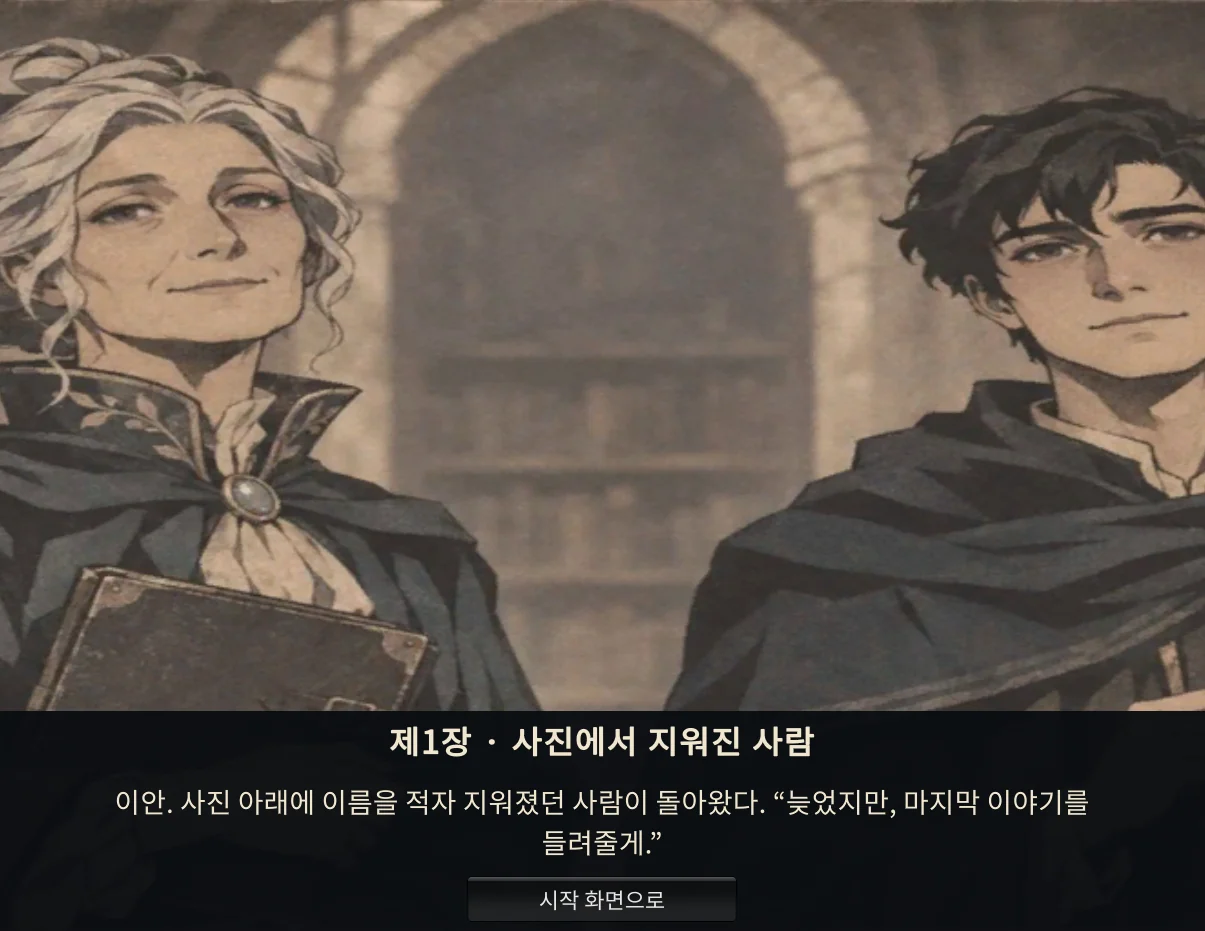 제1장 · 사진에서 지워진 사람
이안. 사진 아래에 이름을 적자 지워졌던 사람이 돌아왔다. “늦었지만, 마지막 이야기를
들려줄게.”
시작 화면으로